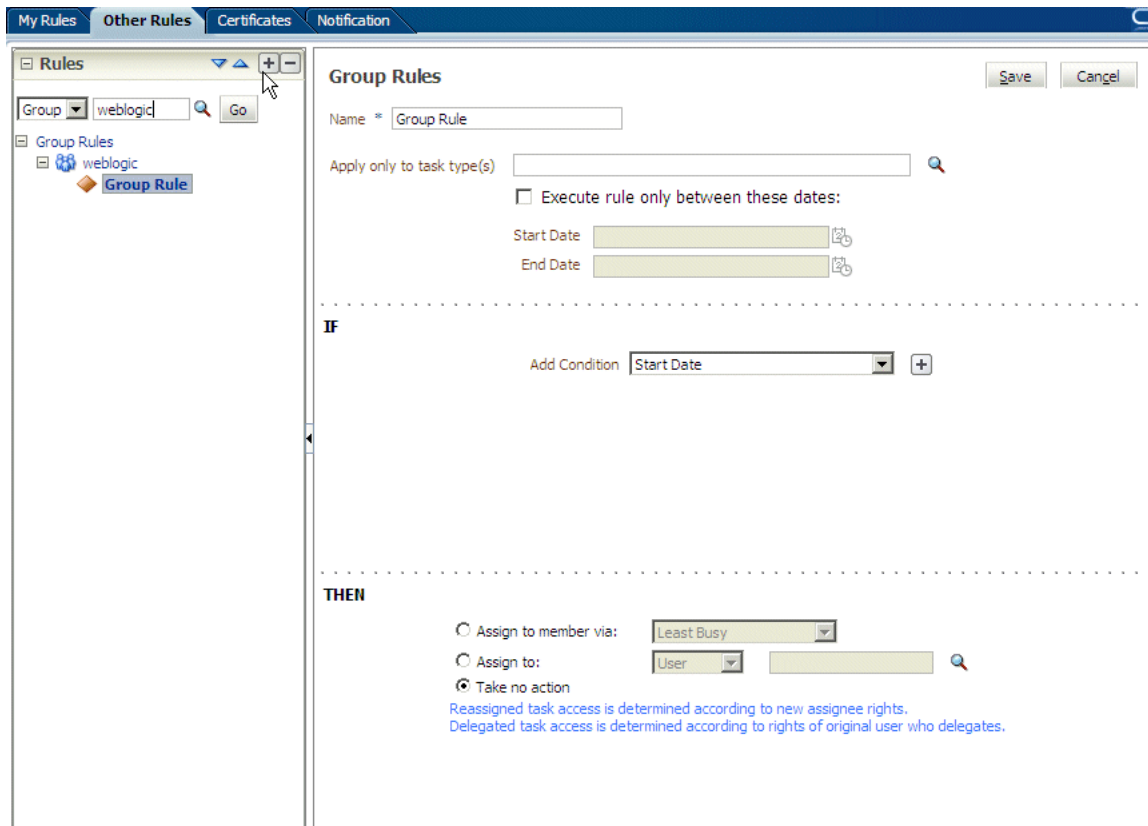 My Rules Other Rules Certificates Notification
Rules
Group weblogic Go
Group Rules
weblogic
Group Rule
Group Rules
Save Cancel
Name * Group Rule
Apply only to task type(s)
Execute rule only between these dates:
Start Date
End Date
IF
Add Condition Start Date
THEN
Assign to member via: Least Busy
Assign to: User
Take no action
Reassigned task access is determined according to new assignee rights.
Delegated task access is determined according to rights of original user who delegates.